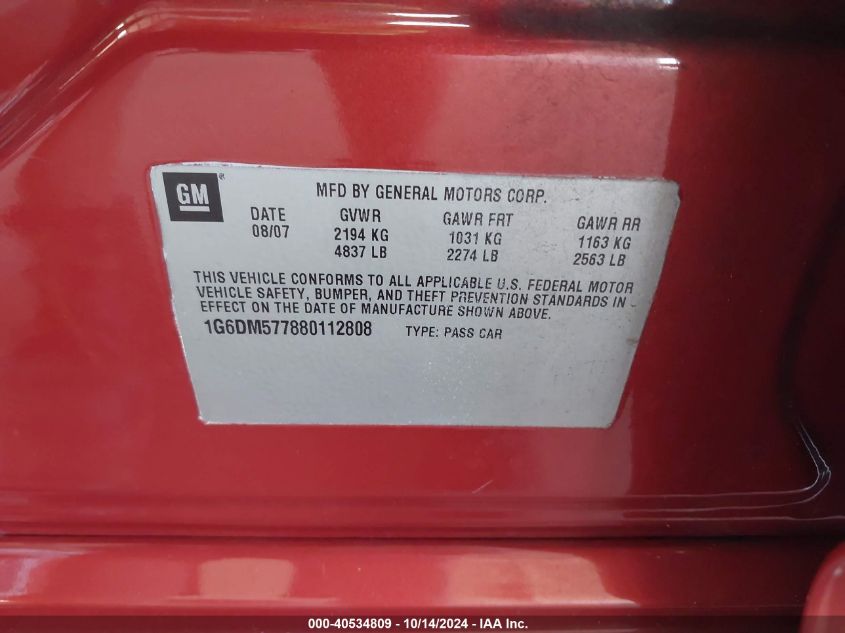 GM®
MFD BY GENERAL MOTORS CORP.
DATE GVWR GAWR FRT GAWR RR
08/07 2194 KG 1031 KG 1163 KG
4837 LB 2274 LB 2563 LB
THIS VEHICLE CONFORMS TO ALL APPLICABLE U.S. FEDERAL MOTOR
VEHICLE SAFETY, BUMPER, AND THEFT PREVENTION STANDARDS IN
EFFECT ON THE DATE OF MANUFACTURE SHOWN ABOVE.
1G6DM577880112808 TYPE: PASS CAR
000-40534809 - 10/14/2024 - IAA Inc.